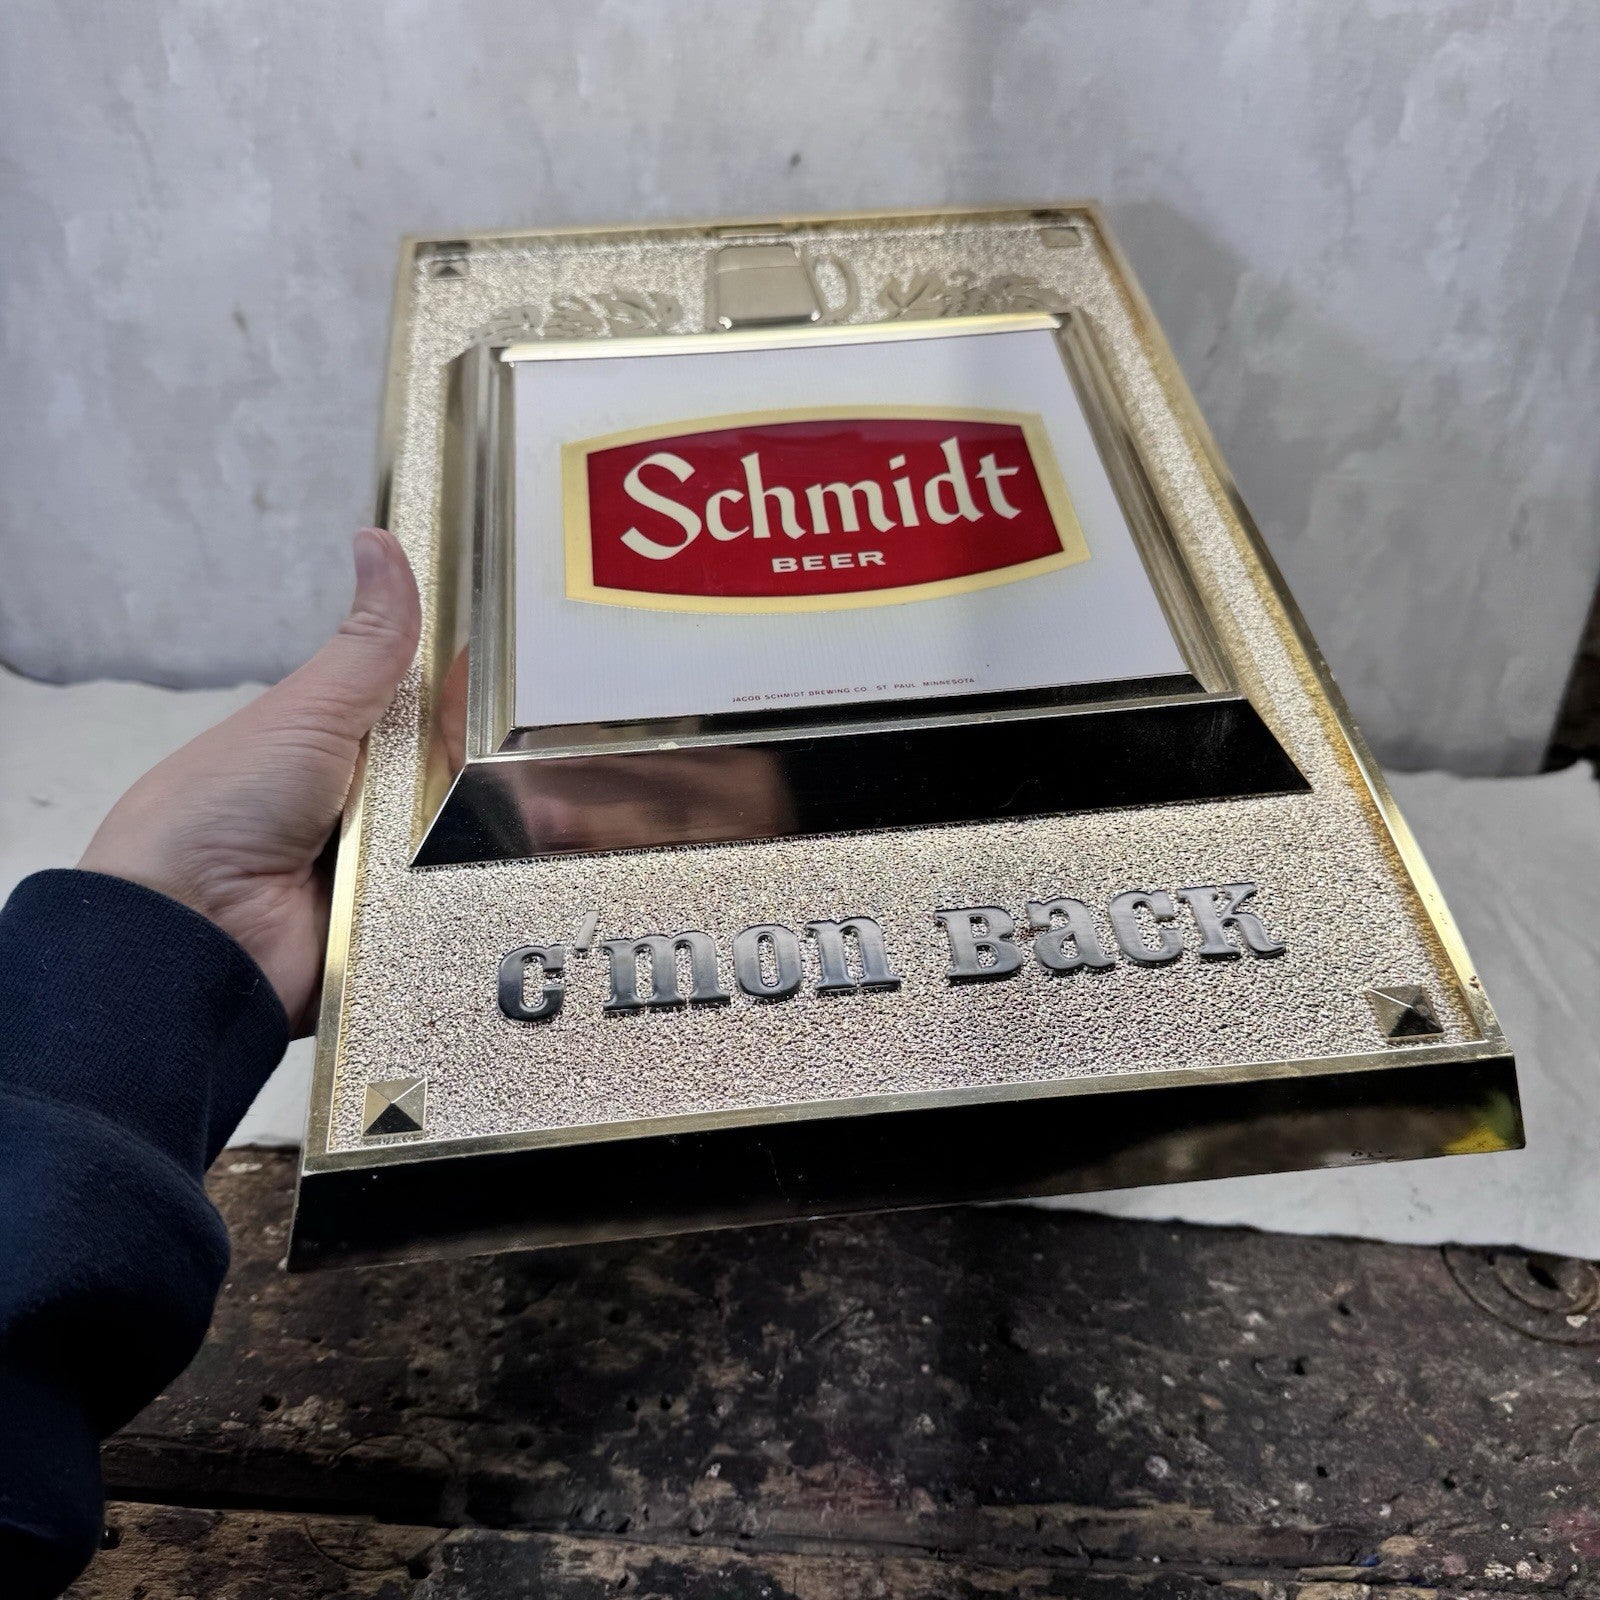 Schmidt
BEER
JACOB SCHMIDT BREWING CO. ST. PAUL, MINNESOTA
c'mon Back